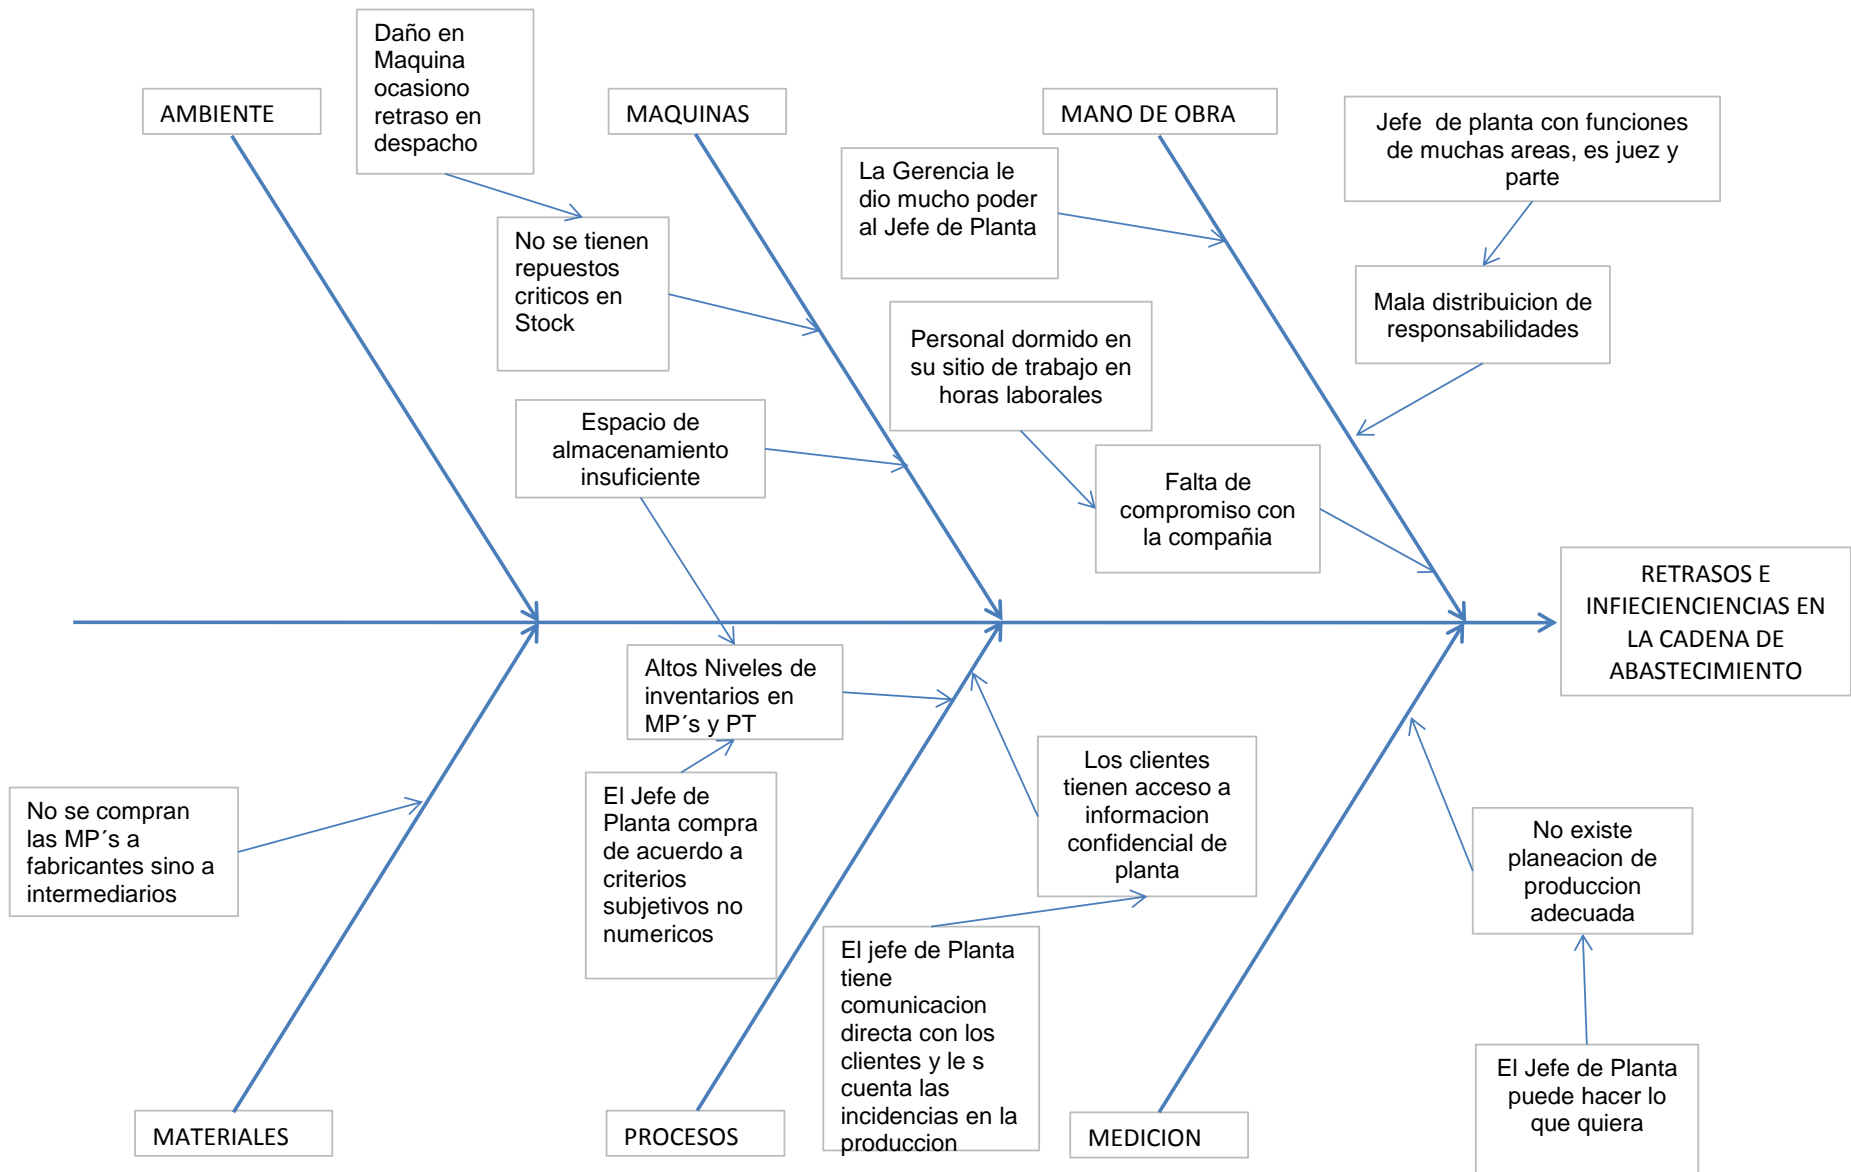 Daño en
Maquina
ocasiono
retraso en
despacho
AMBIENTE
MAQUINAS
MANO DE OBRA
Jefe de planta con funciones
de muchas areas, es juez y
parte
La Gerencia le
dio mucho poder
al Jefe de Planta
No se tienen
repuestos
criticos en
Stock
Mala distribuicion de
responsabilidades
Personal dormido en
su sitio de trabajo en
horas laborales
Espacio de
almacenamiento
insuficiente
Falta de
compromiso con
la compañia
RETRASOS E
INFIECIENCIENCIAS EN
LA CADENA DE
ABASTECIMIENTO
Altos Niveles de
inventarios en
MP´s y PT
No se compran
las MP´s a
fabricantes sino a
intermediarios
El Jefe de
Planta compra
de acuerdo a
criterios
subjetivos no
numericos
Los clientes
tienen acceso a
informacion
confidencial de
planta
No existe
planeacion de
produccion
adecuada
El jefe de Planta
tiene
comunicacion
directa con los
clientes y le s
cuenta las
incidencias en la
produccion
El Jefe de Planta
puede hacer lo
que quiera
MATERIALES
PROCESOS
MEDICION